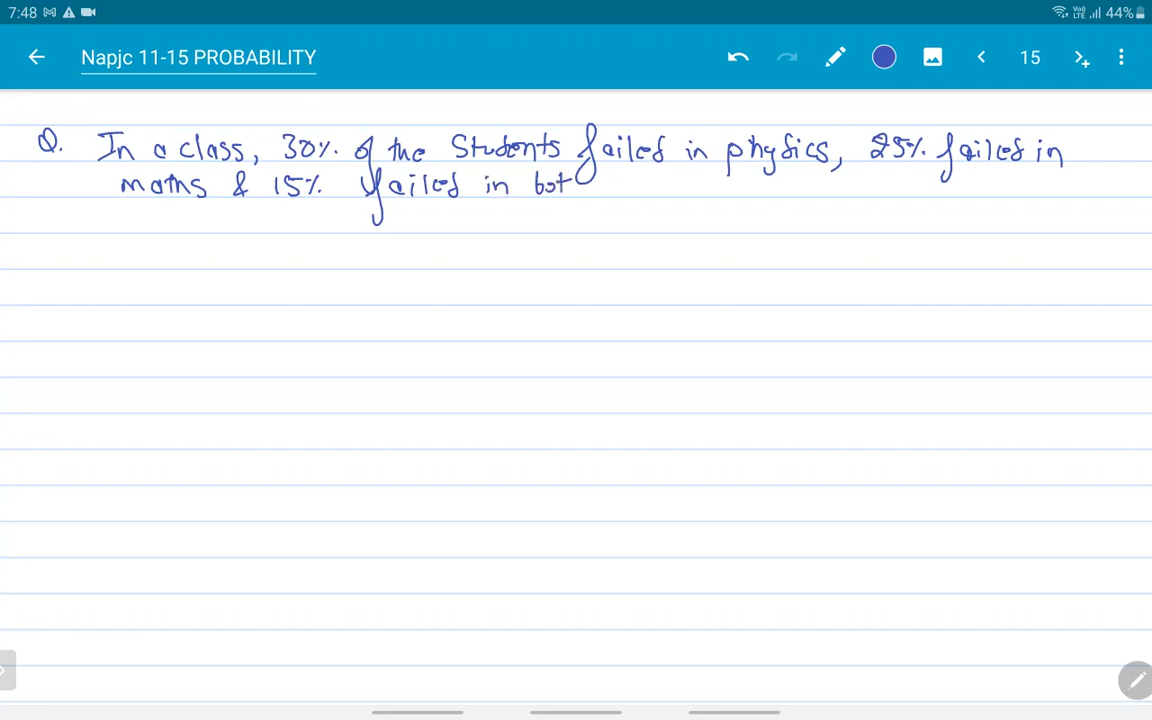 7:48 44%
Napjc 11-15 PROBABILITY 15
Q. In a class, 30% of the Students failed in physics, 25% failed in
maths & 15% failed in bot